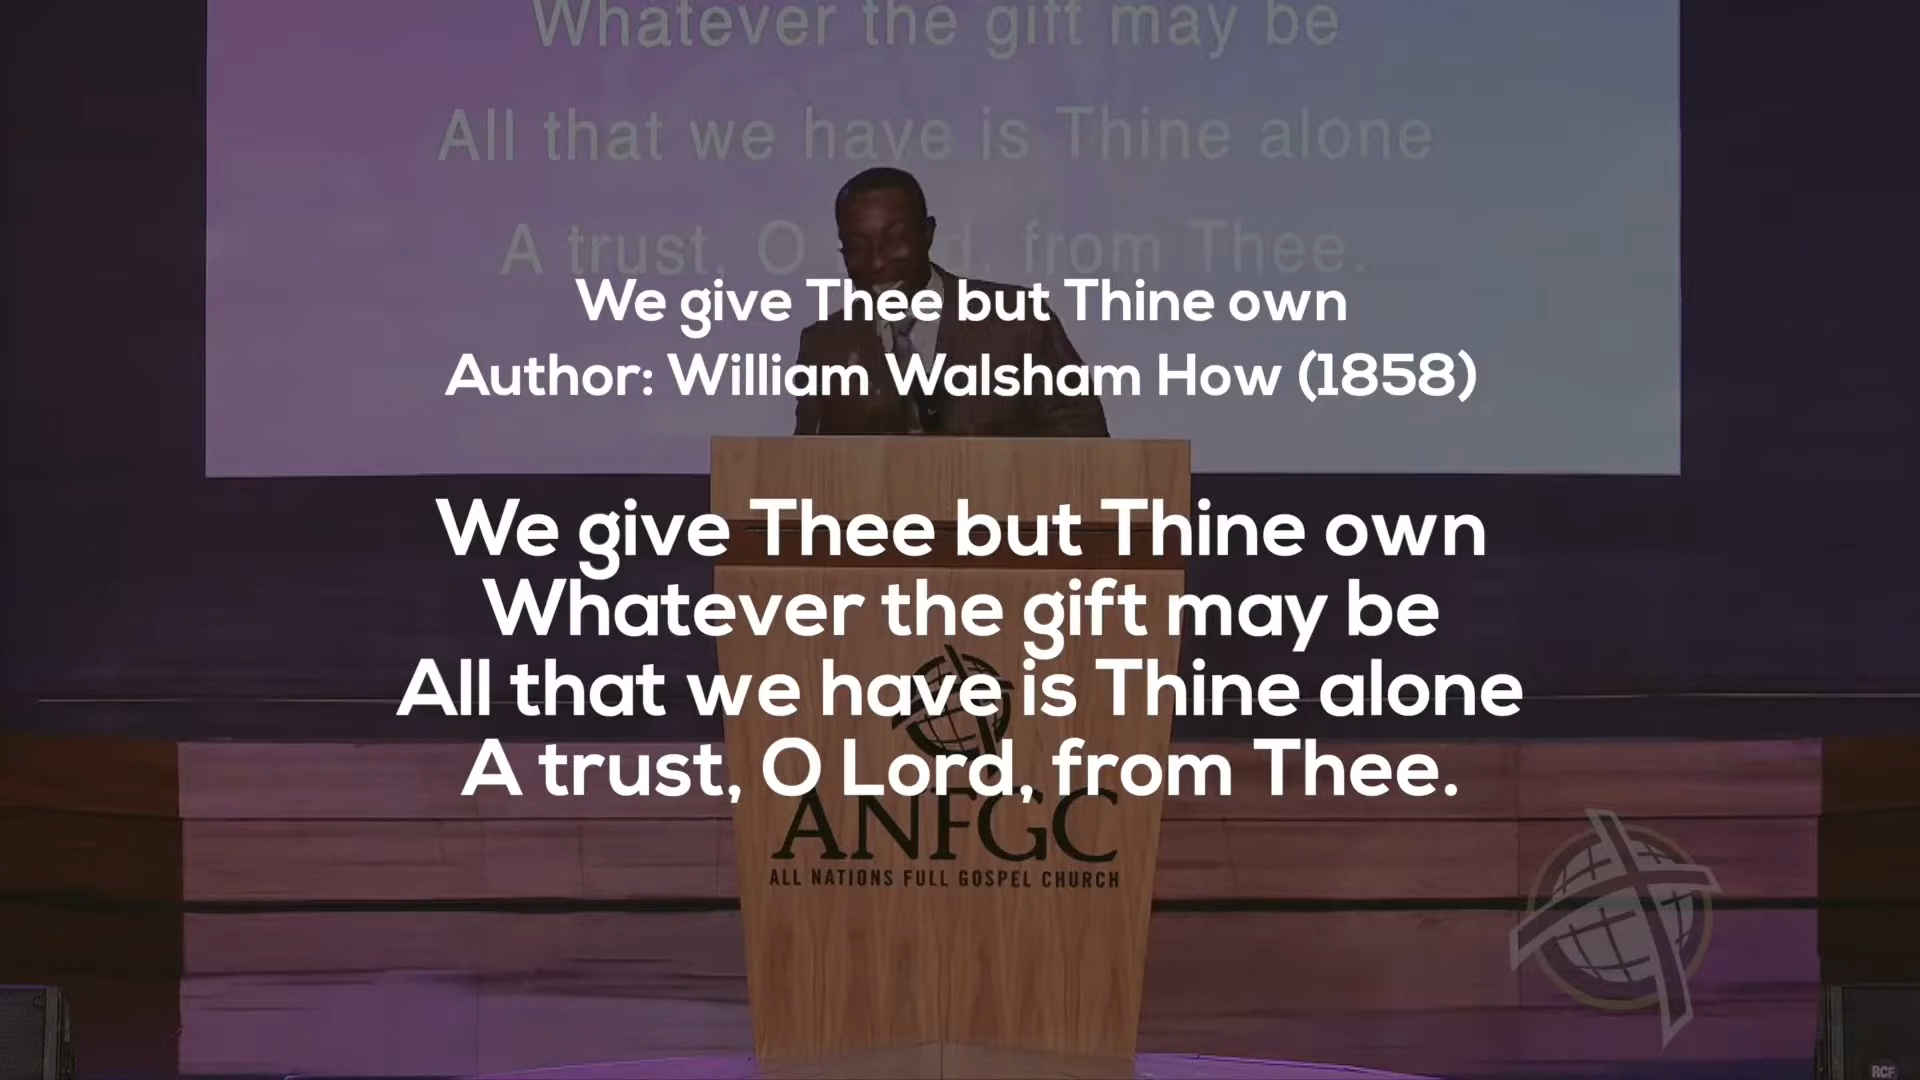 Whatever the gift may be
All that we have is Thine alone
A trust, O Lord, from Thee.
We give Thee but Thine own
Author: William Walsham How (1858)
We give Thee but Thine own
Whatever the gift may be
All that we have is Thine alone
A trust, O Lord, from Thee.
ANFGC
ALL NATIONS FULL GOSPEL CHURCH
RCF